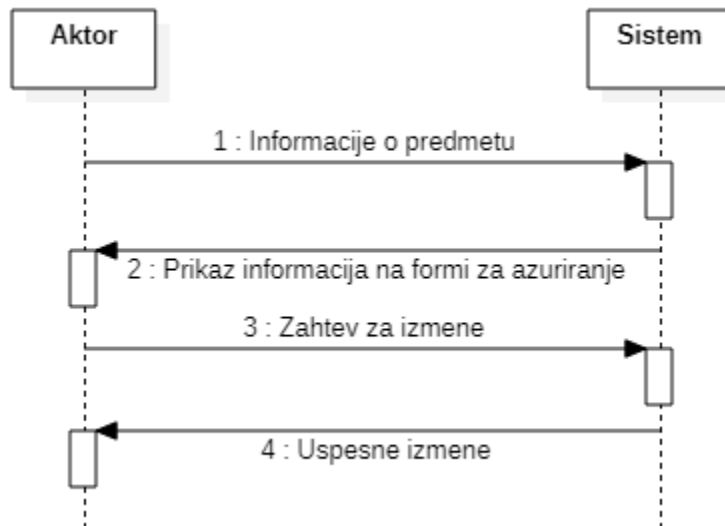 Aktor
Sistem
1 : Informacije o predmetu
2 : Prikaz informacija na formi za azuriranje
3 : Zahtev za izmene
4 : Uspesne izmene